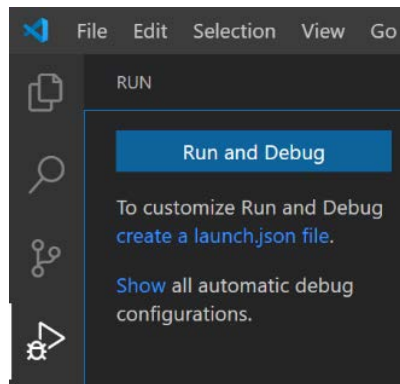 File Edit Selection View Go
RUN
Run and Debug
To customize Run and Debug
create a launch.json file.
Show all automatic debug
configurations.